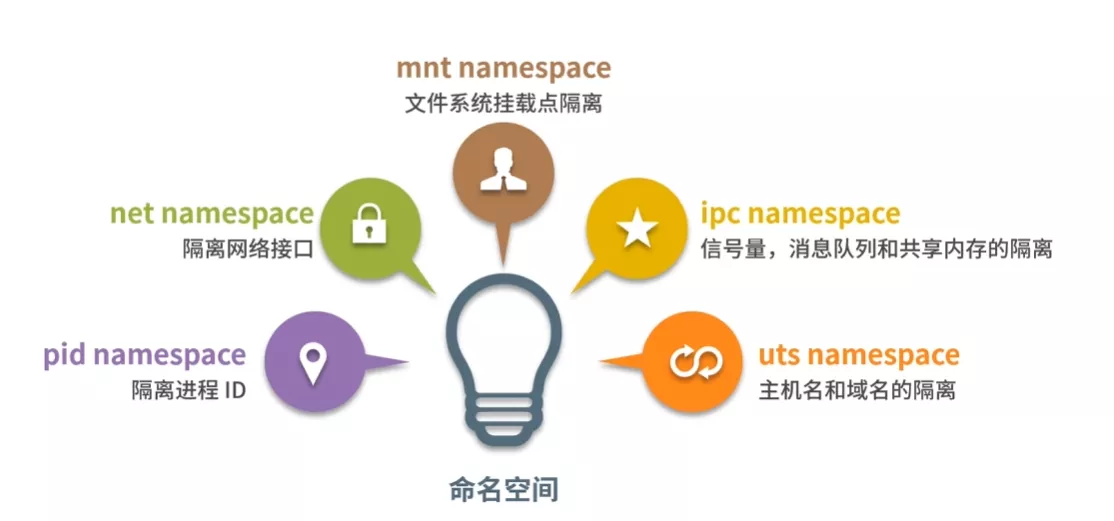 mnt namespace
文件系统挂载点隔离
net namespace
隔离网络接口
ipc namespace
信号量，消息队列和共享内存的隔离
pid namespace
隔离进程 ID
uts namespace
主机名和域名的隔离
命名空间